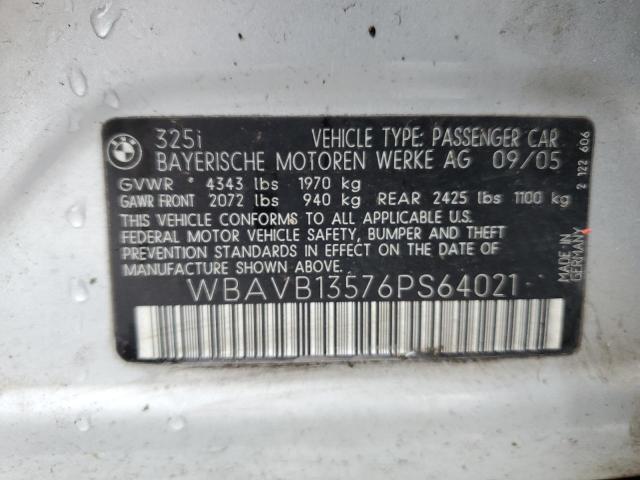 BMW
325i VEHICLE TYPE: PASSENGER CAR
BAYERISCHE MOTOREN WERKE AG 09/05
GVWR * 4343 lbs 1970 kg
GAWR FRONT 2072 lbs 940 kg REAR 2425 lbs 1100 kg
THIS VEHICLE CONFORMS TO ALL APPLICABLE U.S.
FEDERAL MOTOR VEHICLE SAFETY, BUMPER AND THEFT
PREVENTION STANDARDS IN EFFECT ON THE DATE OF
MANUFACTURE SHOWN ABOVE.
WBAVB13576PS64021
MADE IN
GERMANY
2 122 606